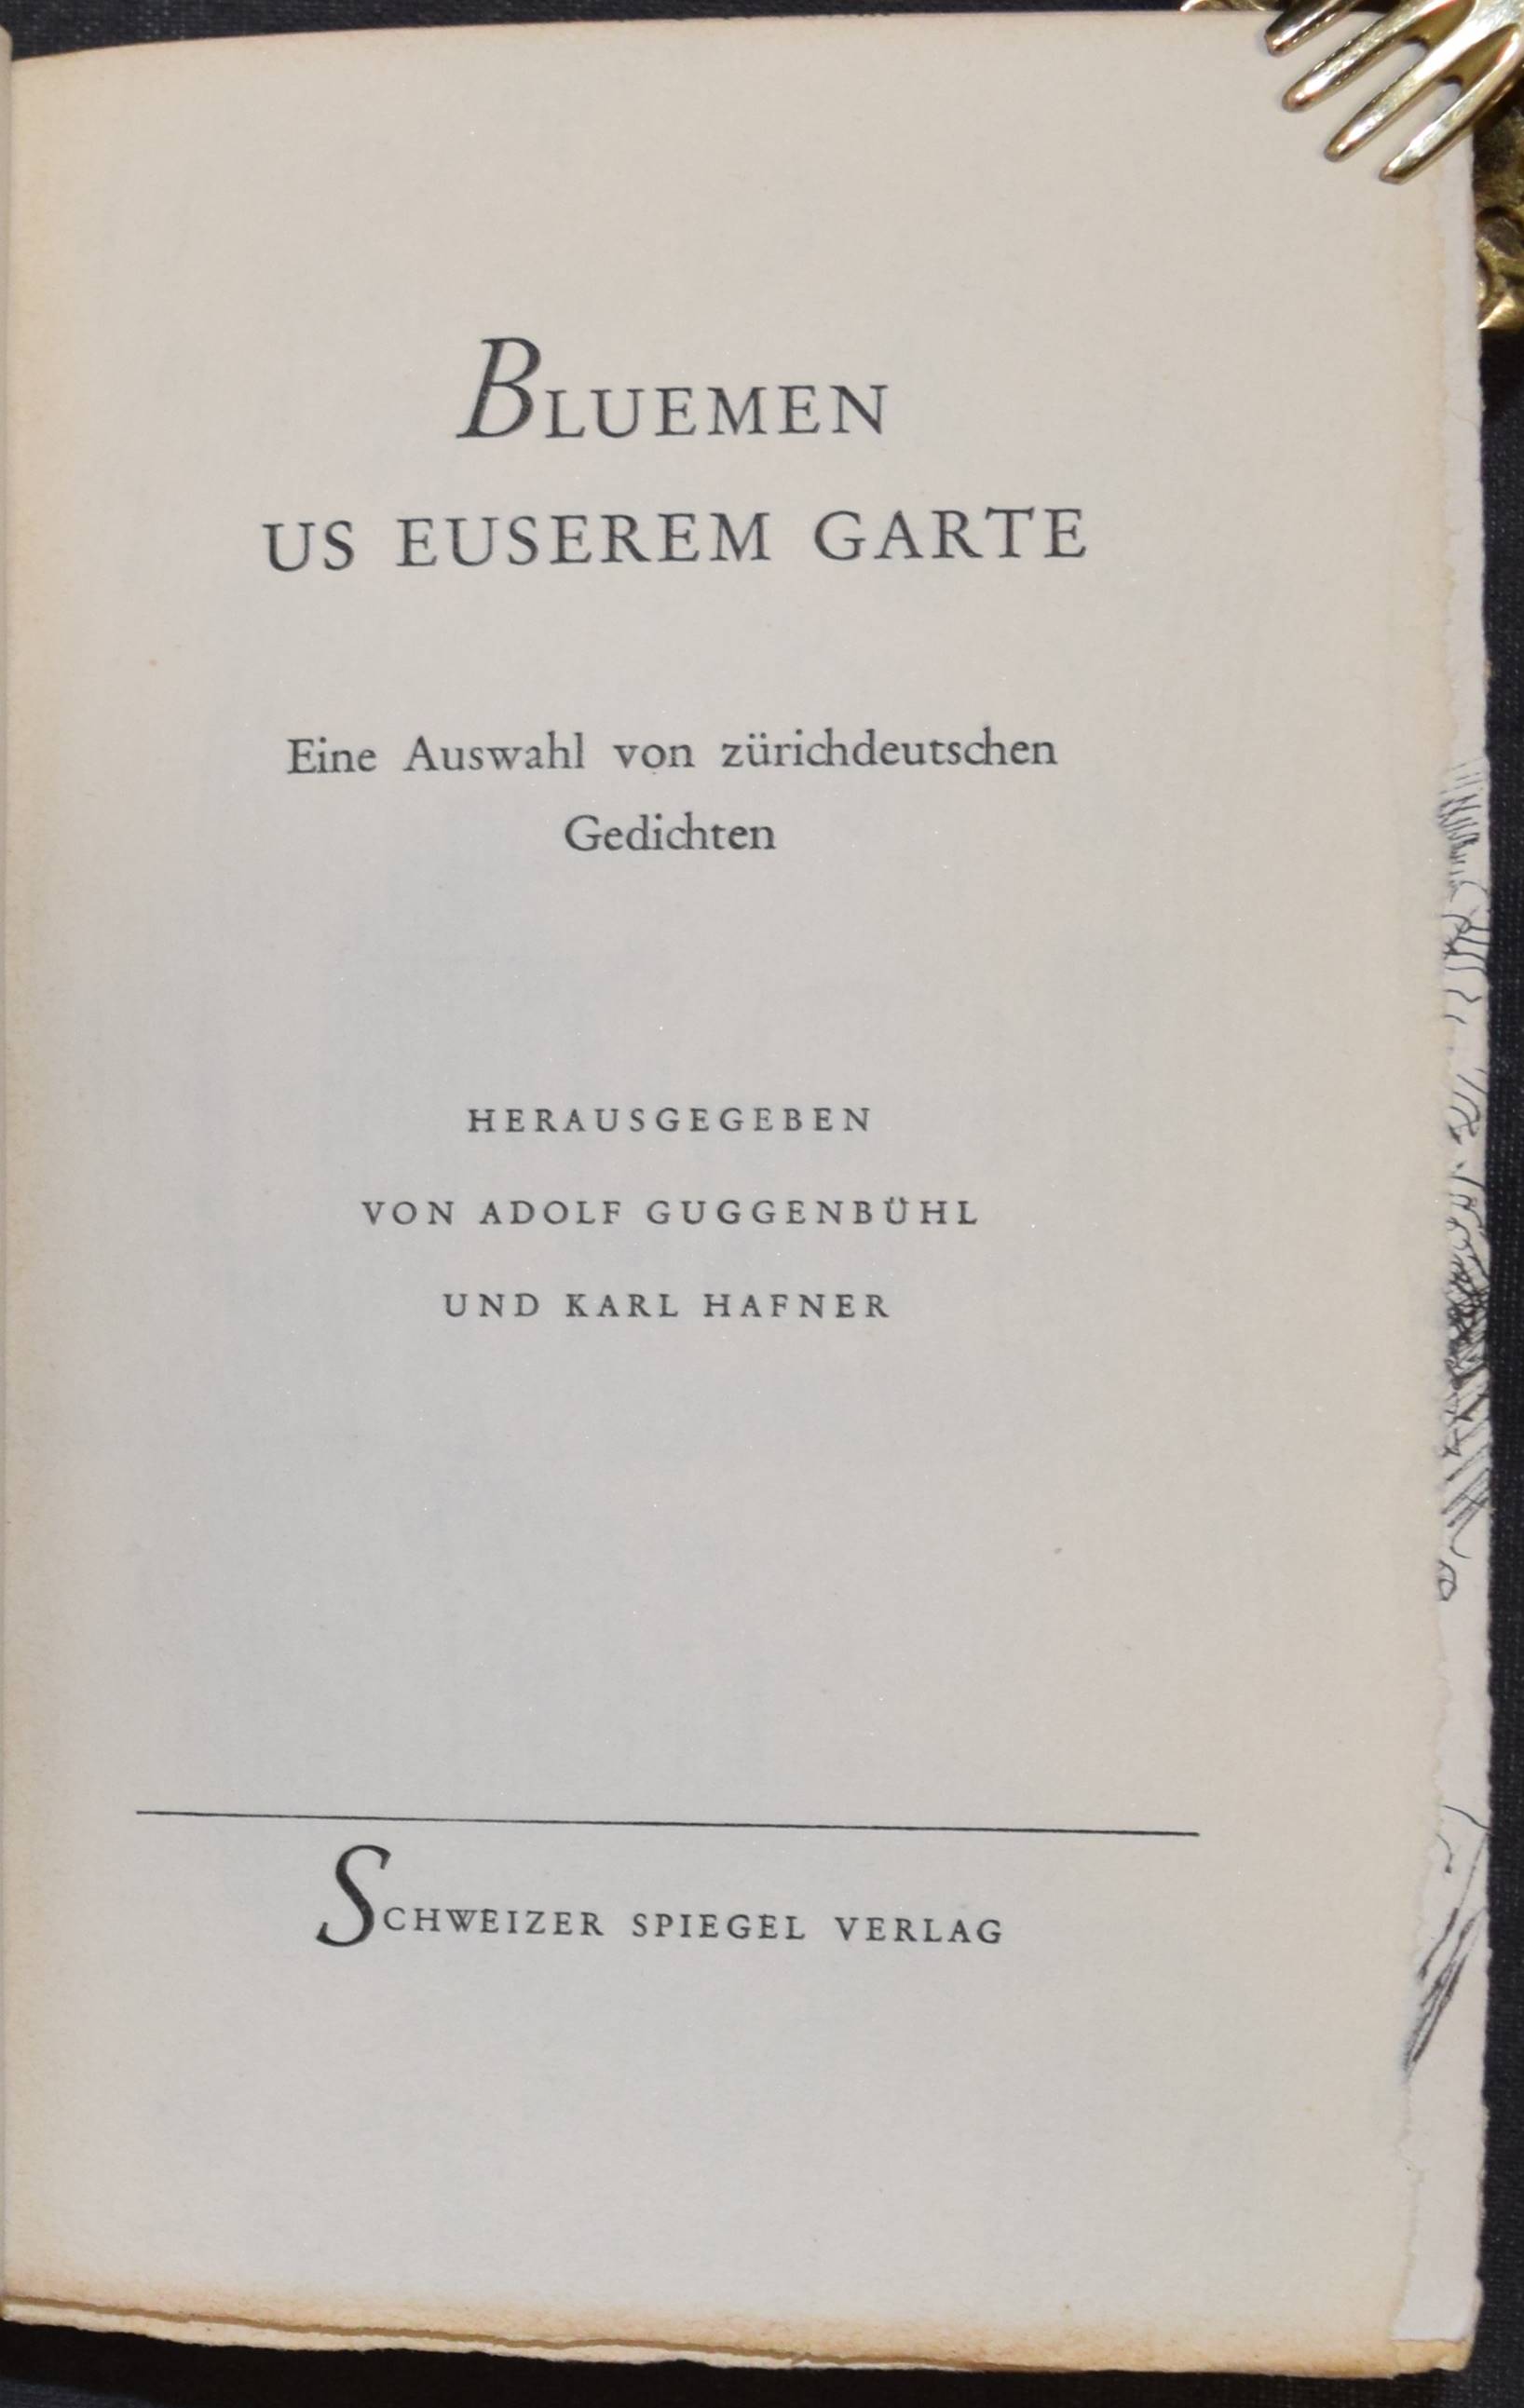 BLUEMEN
US EUSEREM GARTE
Eine Auswahl von zürichdeutschen
Gedichten
HERAUSGEGEBEN
VON ADOLF GUGGENBÜHL
UND KARL HAFNER
SCHWEIZER SPIEGEL VERLAG